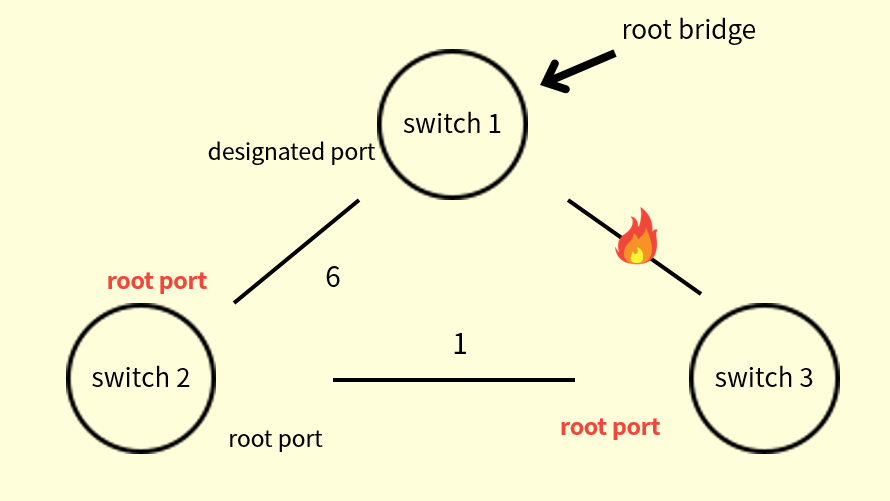 root bridge
switch 1
designated port
root port
6
1
switch 2
switch 3
root port
root port